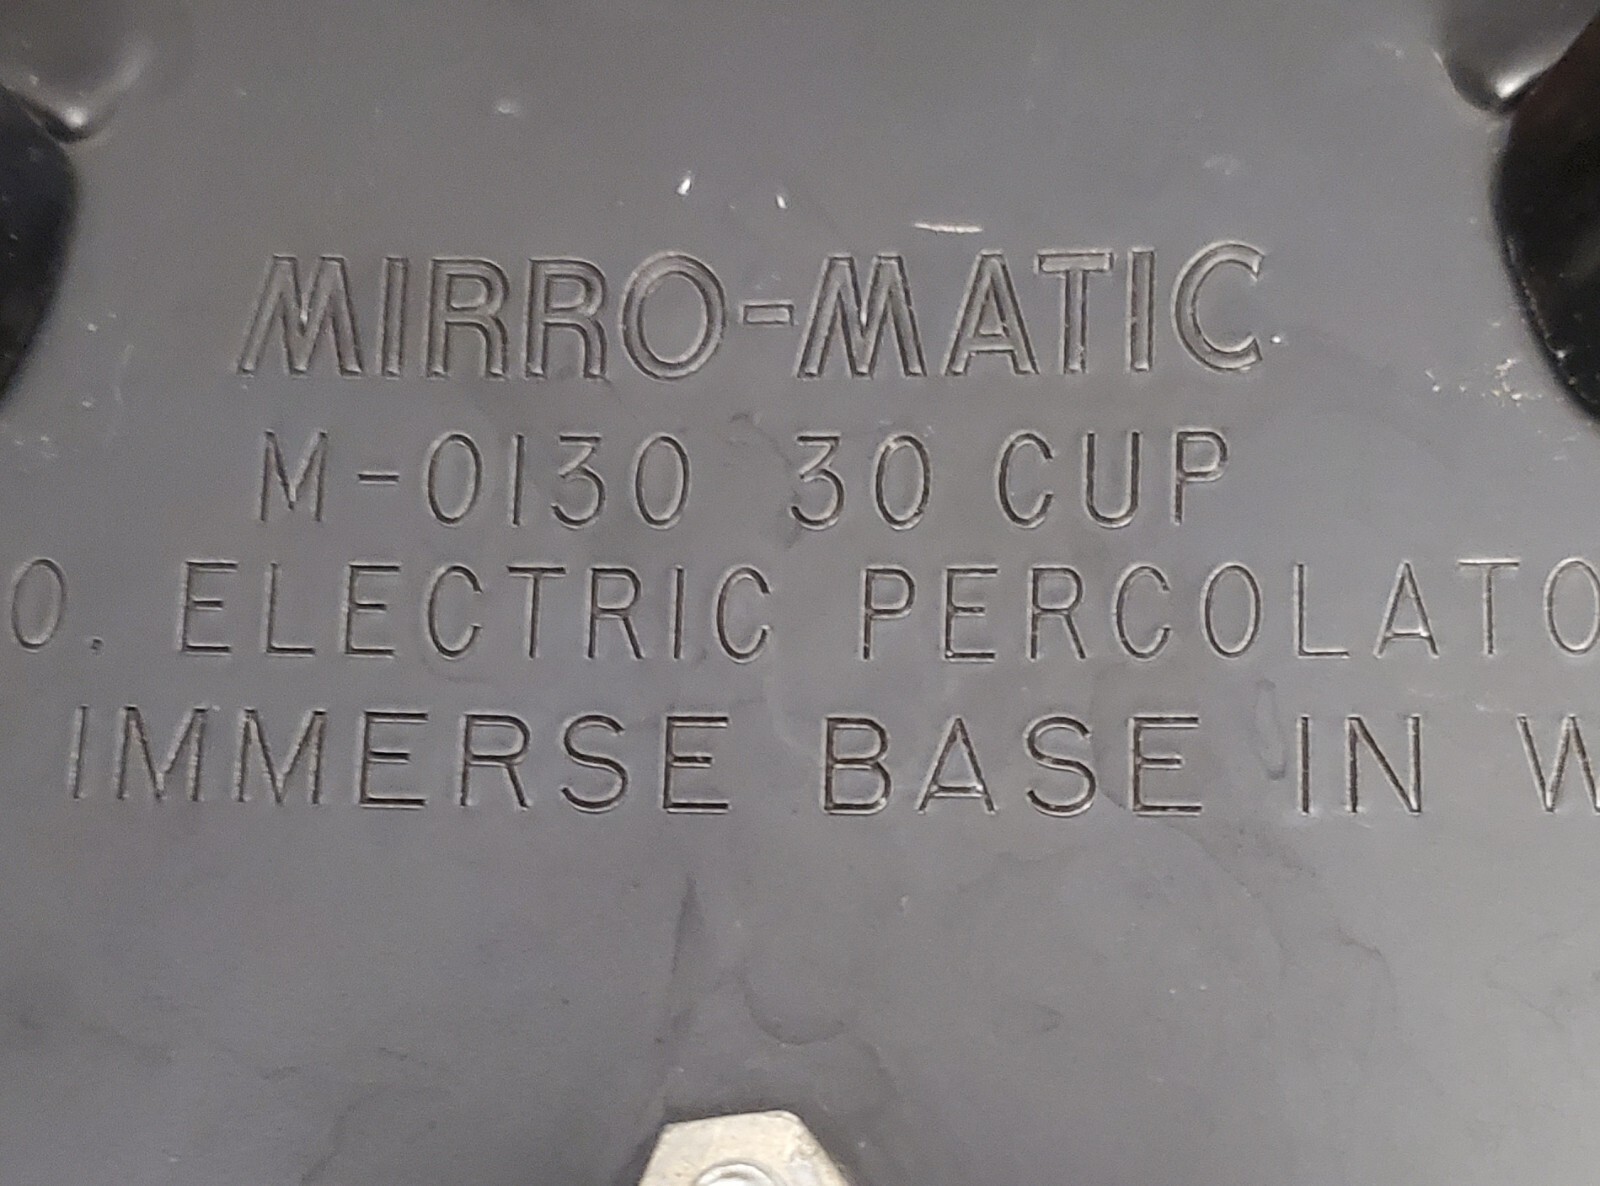 MIRRO-MATIC
M-0130 30 CUP
O. ELECTRIC PERCOLATO
IMMERSE BASE IN W